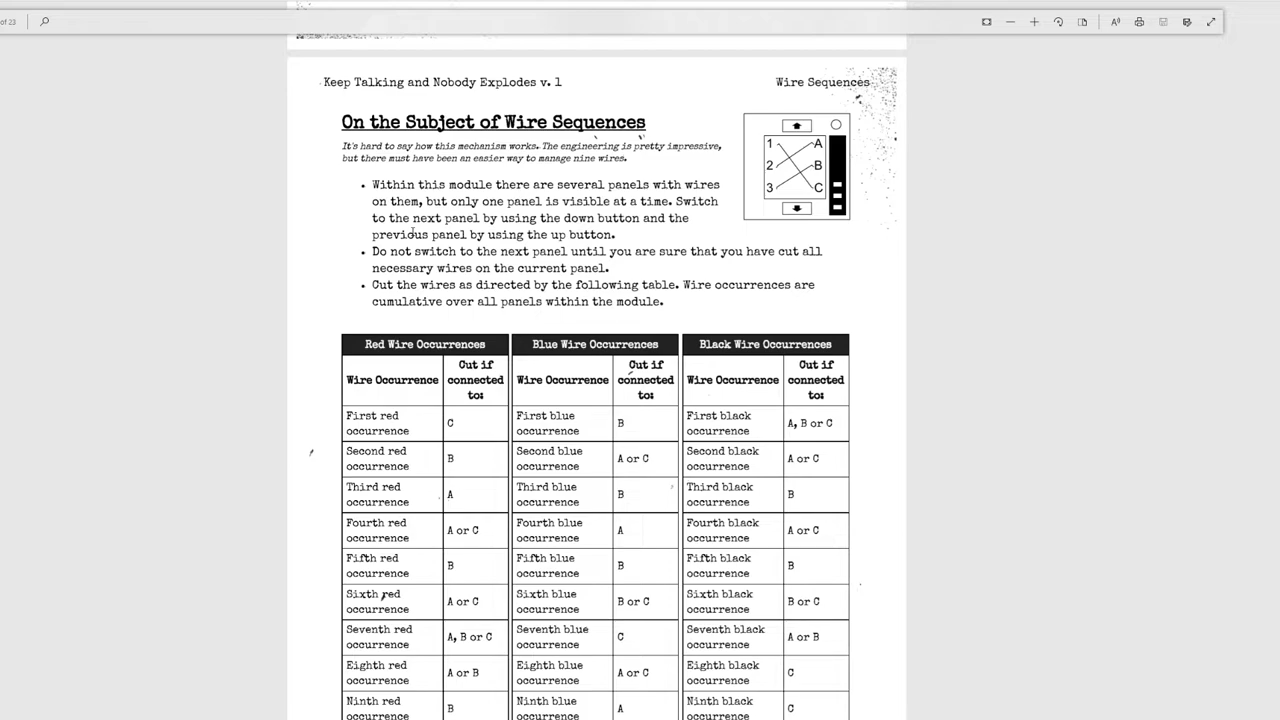 of 23
Keep Talking and Nobody Explodes v. 1
Wire Sequences
On the Subject of Wire Sequences
It's hard to say how this mechanism works. The engineering is pretty impressive,
but there must have been an easier way to manage nine wires.
1 A
2 B
3 C
• Within this module there are several panels with wires
on them, but only one panel is visible at a time. Switch
to the next panel by using the down button and the
previous panel by using the up button.
• Do not switch to the next panel until you are sure that you have cut all
necessary wires on the current panel.
• Cut the wires as directed by the following table. Wire occurrences are
cumulative over all panels within the module.
Red Wire Occurrences
Wire Occurrence
Cut if
connected
to:
First red
occurrence
C
Second red
occurrence
B
Third red
occurrence
A
Fourth red
occurrence
A or C
Fifth red
occurrence
B
Sixth red
occurrence
A or C
Seventh red
occurrence
A, B or C
Eighth red
occurrence
A or B
Ninth red
occurrence
B
Blue Wire Occurrences
Wire Occurrence
Cut if
connected
to:
First blue
occurrence
B
Second blue
occurrence
A or C
Third blue
occurrence
B
Fourth blue
occurrence
A
Fifth blue
occurrence
B
Sixth blue
occurrence
B or C
Seventh blue
occurrence
C
Eighth blue
occurrence
A or C
Ninth blue
occurrence
A
Black Wire Occurrences
Wire Occurrence
Cut if
connected
to:
First black
occurrence
A, B or C
Second black
occurrence
A or C
Third black
occurrence
B
Fourth black
occurrence
A or C
Fifth black
occurrence
B
Sixth black
occurrence
B or C
Seventh black
occurrence
A or B
Eighth black
occurrence
C
Ninth black
occurrence
C